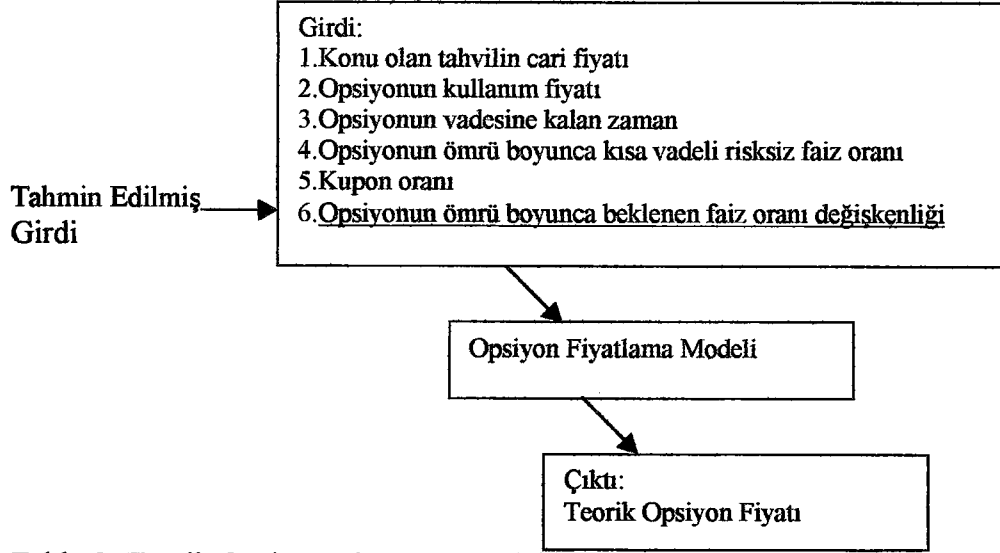 Girdi:
1.Konu olan tahvilin cari fiyatı
2.Opsiyonun kullanım fiyatı
3.Opsiyonun vadesine kalan zaman
4.Opsiyonun ömrü boyunca kısa vadeli risksiz faiz oranı
5.Kupon oranı
6.Opsiyonun ömrü boyunca beklenen faiz oranı değişkenliği
Tahmin Edilmiş
Girdi
Opsiyon Fiyatlama Modeli
Çıktı:
Teorik Opsiyon Fiyatı